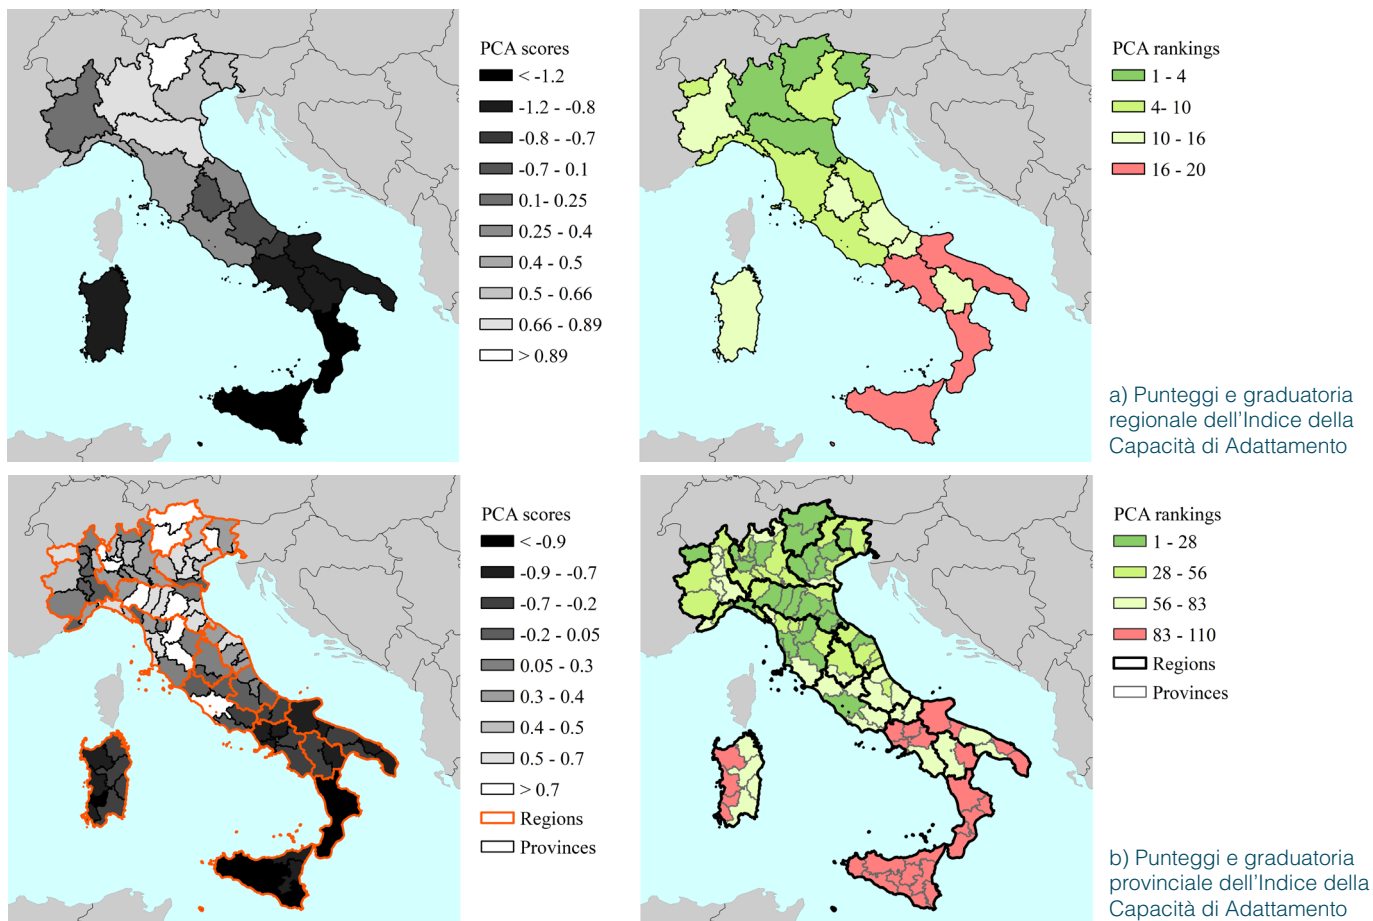 PCA scores
< -1.2
-1.2 - -0.8
-0.8 - -0.7
-0.7 - 0.1
0.1- 0.25
0.25 - 0.4
0.4 - 0.5
0.5 - 0.66
0.66 - 0.89
> 0.89
PCA rankings
1 - 4
4- 10
10 - 16
16 - 20
a) Punteggi e graduatoria
regionale dell’Indice della
Capacità di Adattamento
PCA scores
< -0.9
-0.9 - -0.7
-0.7 - -0.2
-0.2 - 0.05
0.05 - 0.3
0.3 - 0.4
0.4 - 0.5
0.5 - 0.7
> 0.7
Regions
Provinces
PCA rankings
1 - 28
28 - 56
56 - 83
83 - 110
Regions
Provinces
b) Punteggi e graduatoria
provinciale dell’Indice della
Capacità di Adattamento